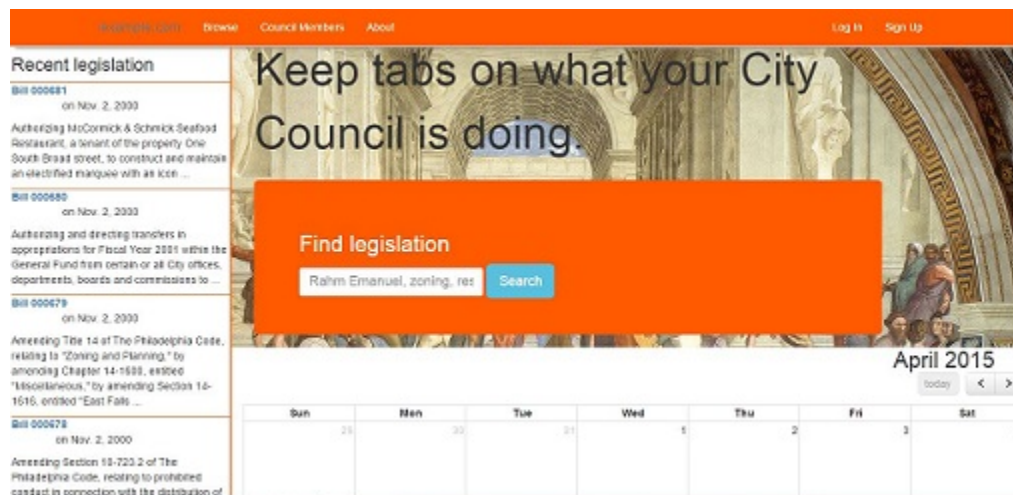 example.com Browse Council Members About Log In Sign Up
Recent legislation
Bill 000681
on Nov. 2, 2000
Authorizing McCormick & Schmick Seafood
Restaurant, a tenant of the property One
South Broad street, to construct and maintain
an electrified marquee with an icon ...
Bill 000680
on Nov. 2, 2000
Authorizing and directing transfers in
appropriations for Fiscal Year 2001 within the
General Fund from certain or all City offices,
departments, boards and commissions to ...
Bill 000679
on Nov. 2, 2000
Amending Title 14 of The Philadelphia Code,
relating to "Zoning and Planning," by
amending Chapter 14-1600, entitled
"Miscellaneous," by amending Section 14-
1616, entitled "East Falls ...
Bill 000678
on Nov. 2, 2000
Amending Section 10-723.2 of The
Philadelphia Code, relating to prohibited
conduct in connection with the distribution of
Keep tabs on what your City
Council is doing.
Find legislation
Rahm Emanuel, zoning, res Search
April 2015
today < >
Sun Mon Tue Wed Thu Fri Sat
29 30 31 1 2 3